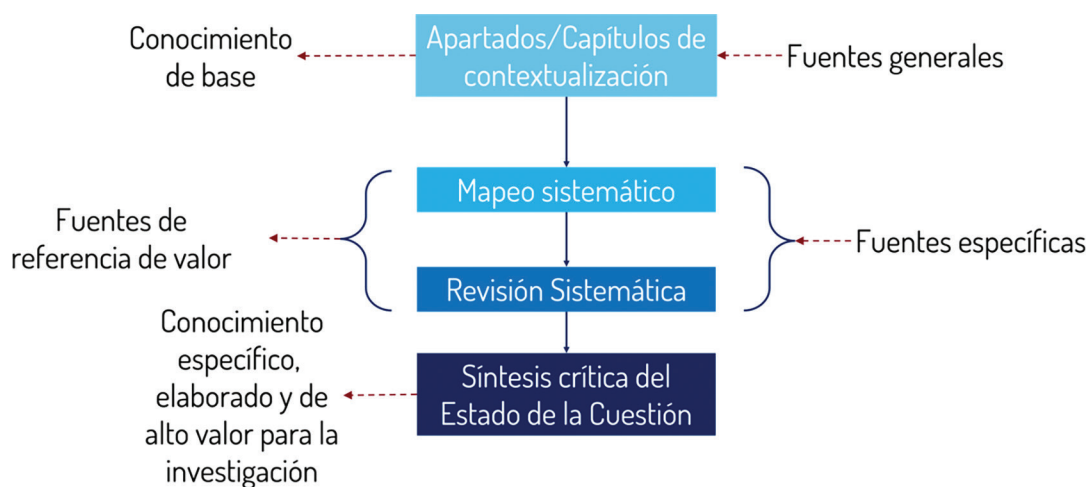 Conocimiento
de base
Apartados/Capítulos de
contextualización
Fuentes generales
Mapeo sistemático
Fuentes de
referencia de valor
Fuentes específicas
Revisión Sistemática
Conocimiento
específico,
elaborado y de
alto valor para la
investigación
Síntesis crítica del
Estado de la Cuestión